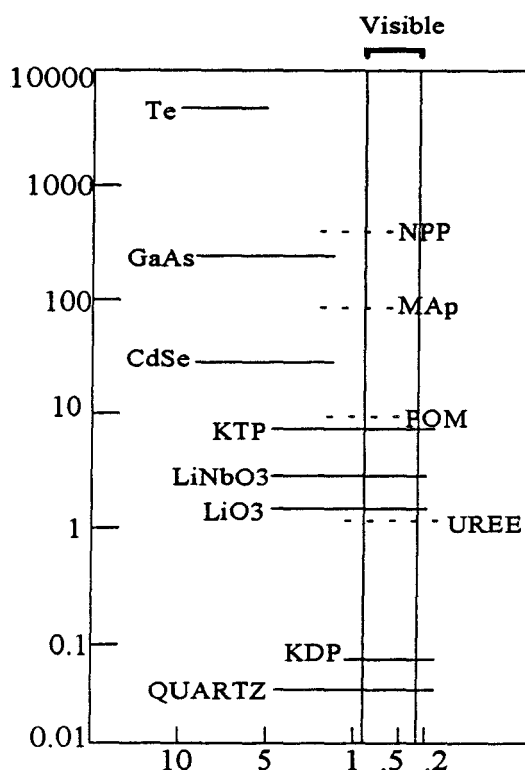 Visible
10000
Te
1000
NPP
GaAs
100
MAp
CdSe
10
POM
KTP
LiNbO3
LiO3
1
UREE
0.1
KDP
QUARTZ
0.01
10 5 1 .5 .2